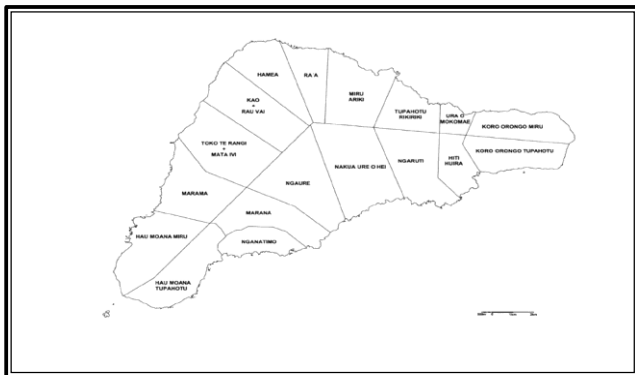 HAMEA
RA'A
MIRU
ARIKI
KAO
+
RAU VAI
TUPAHOTU
RIKIRIKI
URA O
MOKOMAE
KORO ORONGO MIRU
TOKO TE RANGI
+
MATA IVI
KORO ORONGO TUPAHOTU
NGAURE
NAKUA URE O HEI
NGARUTI
HITI
HUIRA
MARAMA
MARANA
HAU MOANA MIRU
NGANATIMO
HAU MOANA
TUPAHOTU